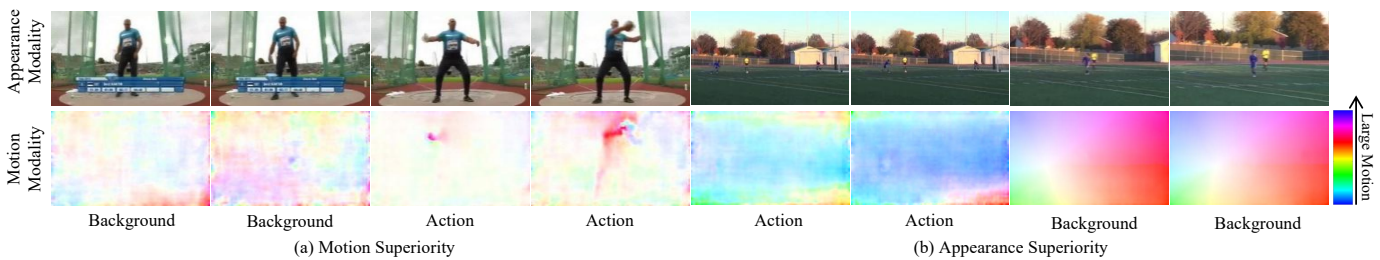 Appearance
Modality
Motion
Modality
Large Motion
Background
Background
Action
Action
Action
Action
Background
Background
(a) Motion Superiority
(b) Appearance Superiority